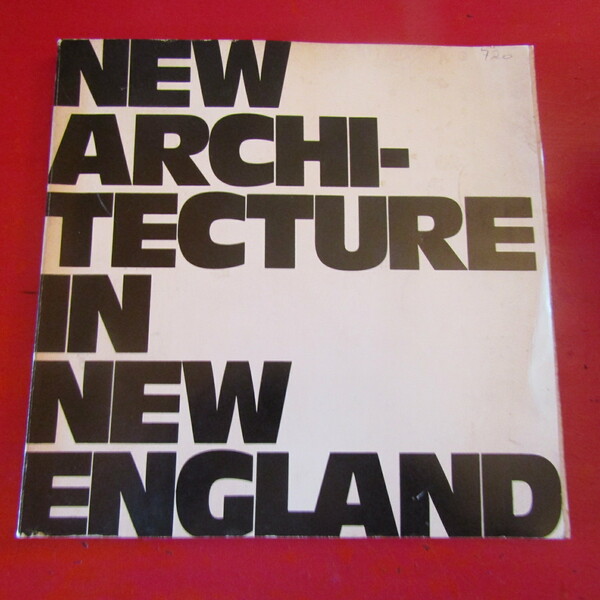 720
NEW
ARCHI-
TECTURE
IN
NEW
ENGLAND